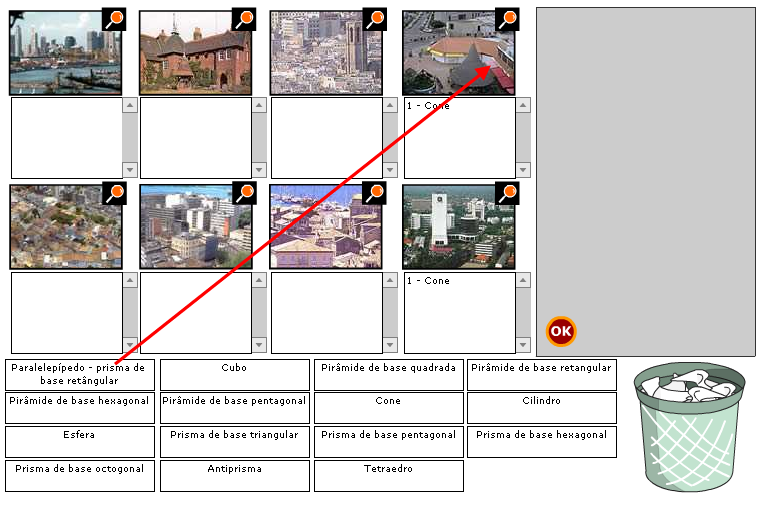 1 - Cone
1 - Cone
OK
Paralelepípedo - prisma de
base retângular
Cubo
Pirâmide de base quadrada
Pirâmide de base retangular
Pirâmide de base hexagonal
Pirâmide de base pentagonal
Cone
Cilindro
Esfera
Prisma de base triangular
Prisma de base pentagonal
Prisma de base hexagonal
Prisma de base octogonal
Antiprisma
Tetraedro